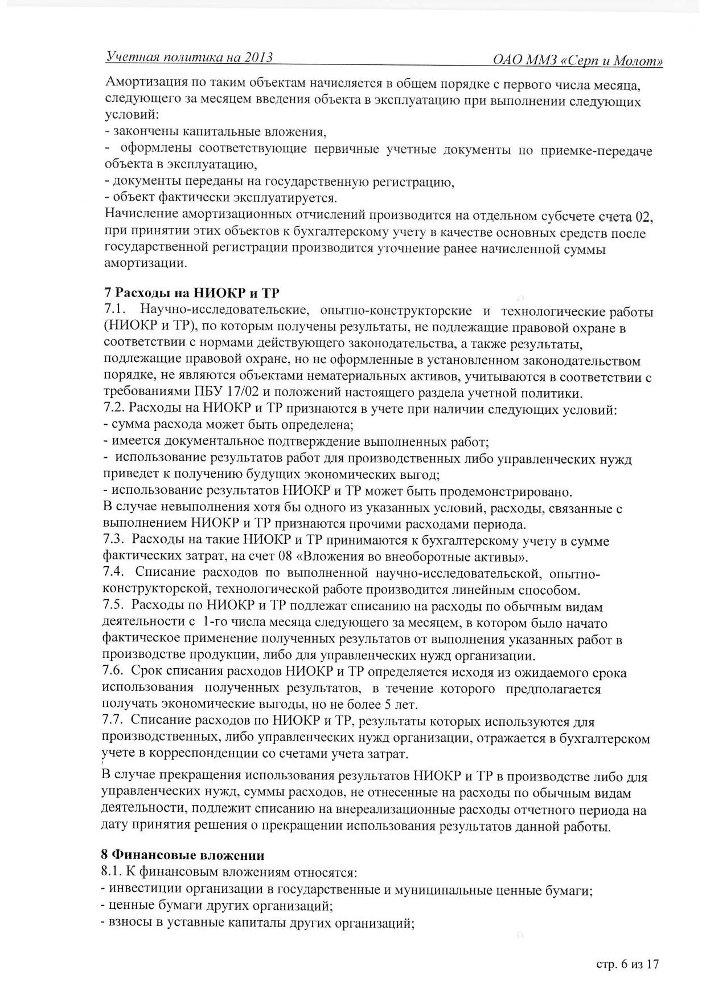 Учетная политика на 2013 ОАО ММЗ «Серп и Молот»
Амортизация по таким объектам начисляется в общем порядке с первого числа месяца,
следующего за месяцем введения объекта в эксплуатацию при выполнении следующих
условий:
- закончены капитальные вложения,
- оформлены соответствующие первичные учетные документы по приемке-передаче
объекта в эксплуатацию,
- документы переданы на государственную регистрацию,
- объект фактически эксплуатируется.
Начисление амортизационных отчислений производится на отдельном субсчете счета 02,
при принятии этих объектов к бухгалтерскому учету в качестве основных средств после
государственной регистрации производится уточнение ранее начисленной суммы
амортизации.
7 Расходы на НИОКР и ТР
7.1. Научно-исследовательские, опытно-конструкторские и технологические работы
(НИОКР и ТР), по которым получены результаты, не подлежащие правовой охране в
соответствии с нормами действующего законодательства, а также результаты,
подлежащие правовой охране, но не оформленные в установленном законодательством
порядке, не являются объектами нематериальных активов, учитываются в соответствии с
требованиями ПБУ 17/02 и положений настоящего раздела учетной политики.
7.2. Расходы на НИОКР и ТР признаются в учете при наличии следующих условий:
- сумма расхода может быть определена;
- имеется документальное подтверждение выполненных работ;
- использование результатов работ для производственных либо управленческих нужд
приведет к получению будущих экономических выгод;
- использование результатов НИОКР и ТР может быть продемонстрировано.
В случае невыполнения хотя бы одного из указанных условий, расходы, связанные с
выполнением НИОКР и ТР признаются прочими расходами периода.
7.3. Расходы на такие НИОКР и ТР принимаются к бухгалтерскому учету в сумме
фактических затрат, на счет 08 «Вложения во внеоборотные активы».
7.4. Списание расходов по выполненной научно-исследовательской, опытно-
конструкторской, технологической работе производится линейным способом.
7.5. Расходы по НИОКР и ТР подлежат списанию на расходы по обычным видам
деятельности с 1-го числа месяца следующего за месяцем, в котором было начато
фактическое применение полученных результатов от выполнения указанных работ в
производстве продукции, либо для управленческих нужд организации.
7.6. Срок списания расходов НИОКР и ТР определяется исходя из ожидаемого срока
использования полученных результатов, в течение которого предполагается
получать экономические выгоды, но не более 5 лет.
7.7. Списание расходов по НИОКР и ТР, результаты которых используются для
производственных, либо управленческих нужд организации, отражается в бухгалтерском
учете в корреспонденции со счетами учета затрат.
В случае прекращения использования результатов НИОКР и ТР в производстве либо для
управленческих нужд, суммы расходов, не отнесенные на расходы по обычным видам
деятельности, подлежит списанию на внереализационные расходы отчетного периода на
дату принятия решения о прекращении использования результатов данной работы.
8 Финансовые вложении
8.1. К финансовым вложениям относятся:
- инвестиции организации в государственные и муниципальные ценные бумаги;
- ценные бумаги других организаций;
- взносы в уставные капиталы других организаций;
стр. 6 из 17